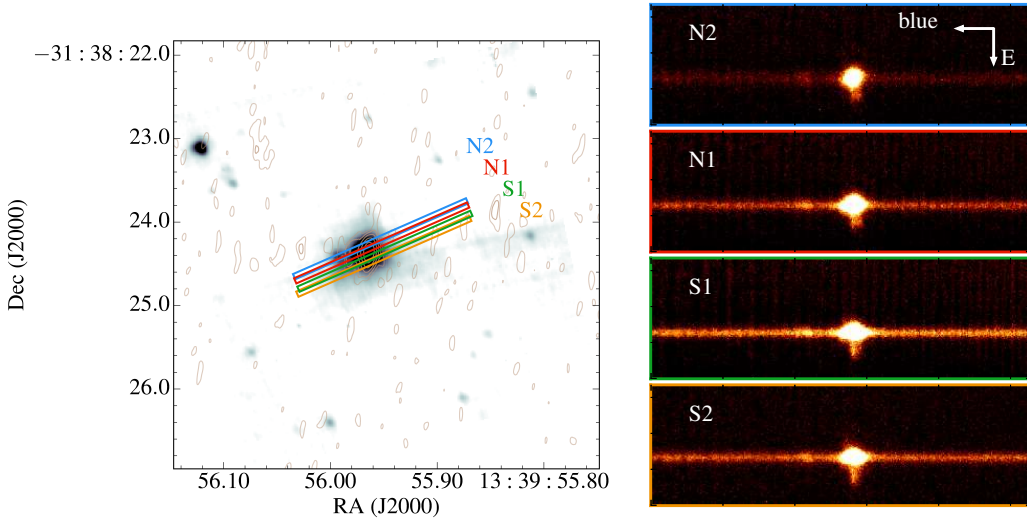 −31 : 38 : 22.0
23.0
24.0
25.0
26.0
Dec (J2000)
N2
N1
S1
S2
56.10
56.00
55.90
13 : 39 : 55.80
RA (J2000)
N2
blue
E
N1
S1
S2